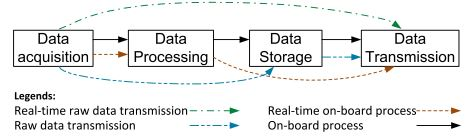 Data acquisition
Data Processing
Data Storage
Data Transmission
Legends:
Real-time raw data transmission
Real-time on-board process
Raw data transmission
On-board process